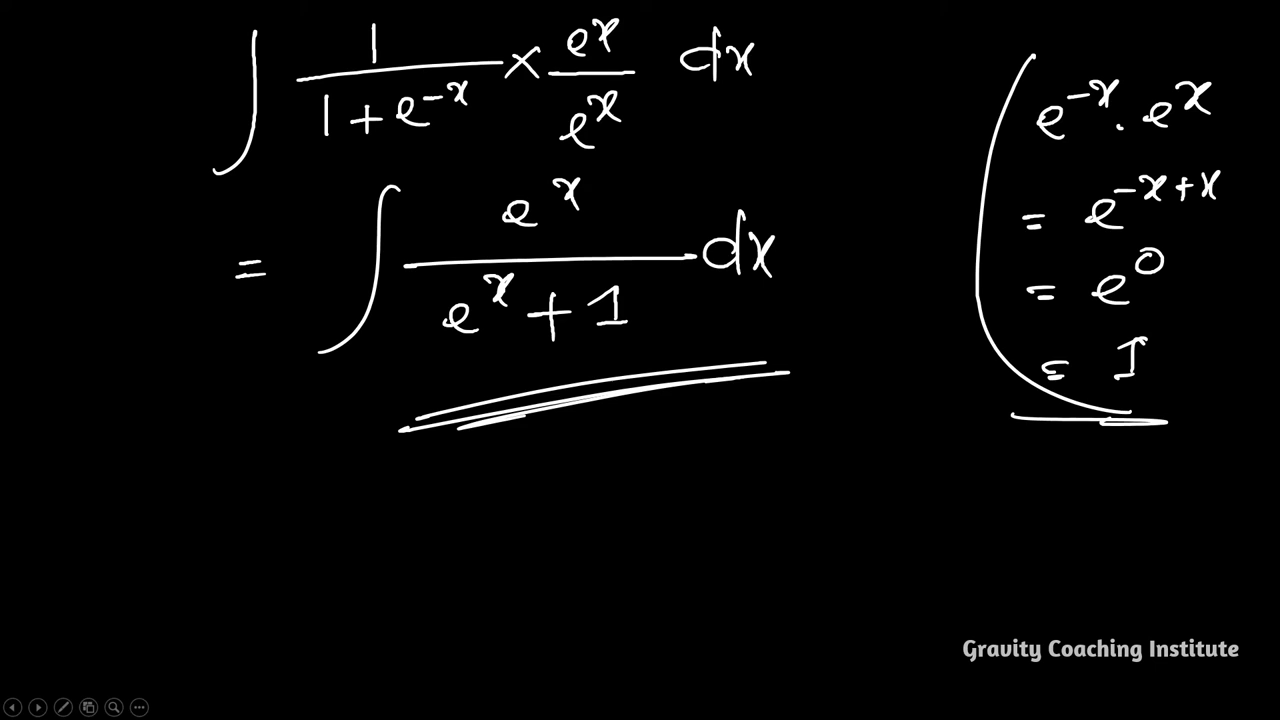 ∫ 1/(1+e^{-x}) × e^x/e^x dx
= ∫ e^x/(e^x+1) dx
e^{-x} . e^x
= e^{-x+x}
= e^0
= 1
Gravity Coaching Institute